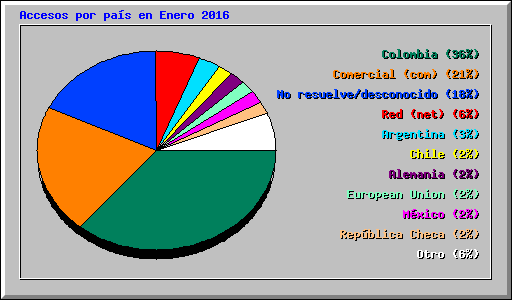 Accesos por país en Enero 2016
Colombia (36%)
Comercial (com) (21%)
No resuelve/desconocido (18%)
Red (net) (6%)
Argentina (3%)
Chile (2%)
Alemania (2%)
European Union (2%)
México (2%)
República Checa (2%)
Otro (6%)